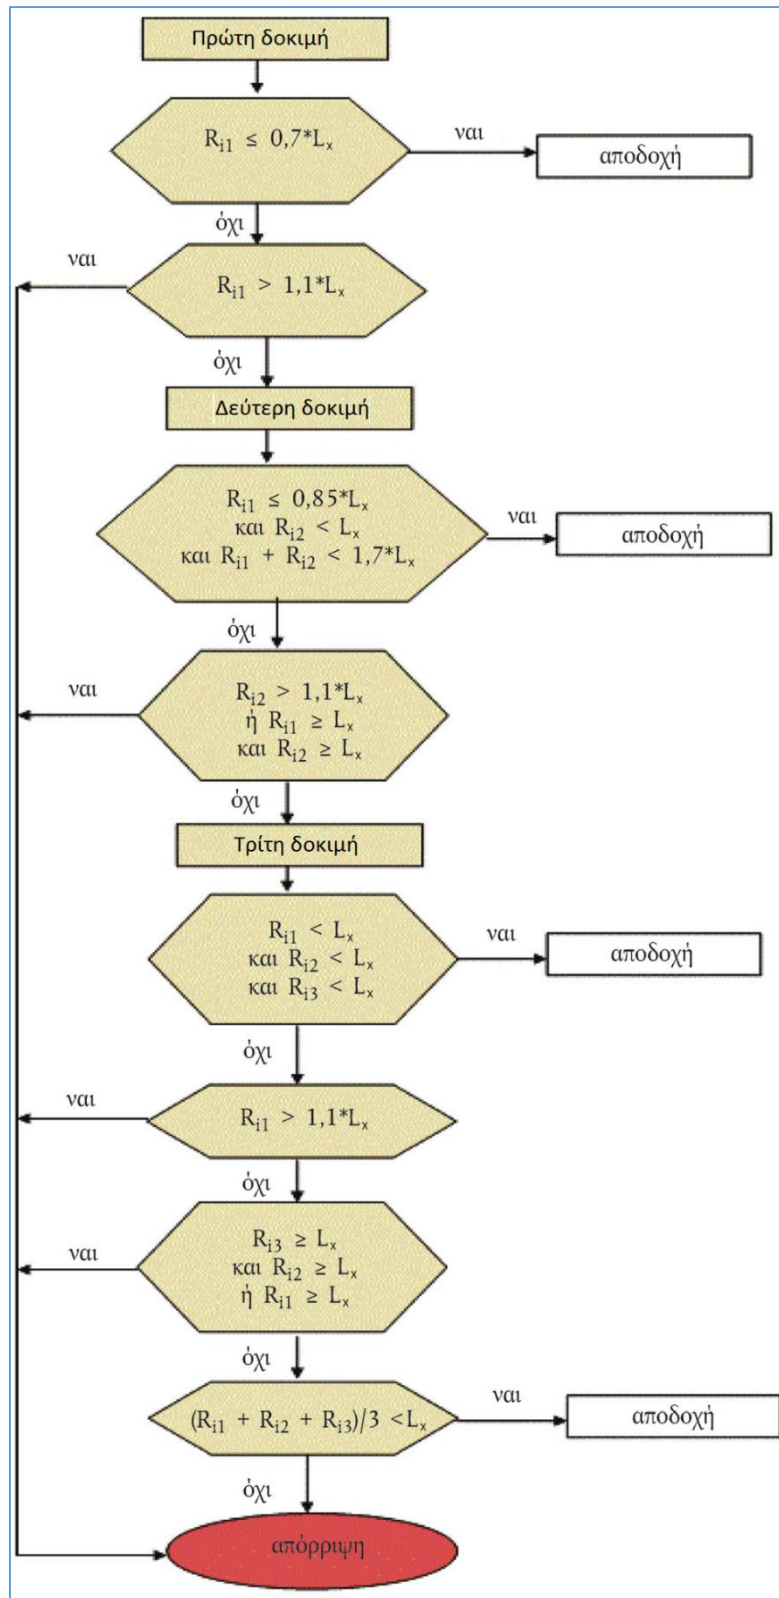 Πρώτη δοκιμή
R_i1 ≤ 0,7*L_x
ναι
αποδοχή
όχι
ναι
R_i1 > 1,1*L_x
όχι
Δεύτερη δοκιμή
R_i1 ≤ 0,85*L_x
και R_i2 < L_x
και R_i1 + R_i2 < 1,7*L_x
ναι
αποδοχή
όχι
ναι
R_i2 > 1,1*L_x
ή R_i1 ≥ L_x
και R_i2 ≥ L_x
όχι
Τρίτη δοκιμή
R_i1 < L_x
και R_i2 < L_x
και R_i3 < L_x
ναι
αποδοχή
όχι
ναι
R_i1 > 1,1*L_x
όχι
ναι
R_i3 ≥ L_x
και R_i2 ≥ L_x
ή R_i1 ≥ L_x
όχι
(R_i1 + R_i2 + R_i3)/3 <L_x
ναι
αποδοχή
όχι
απόρριψη